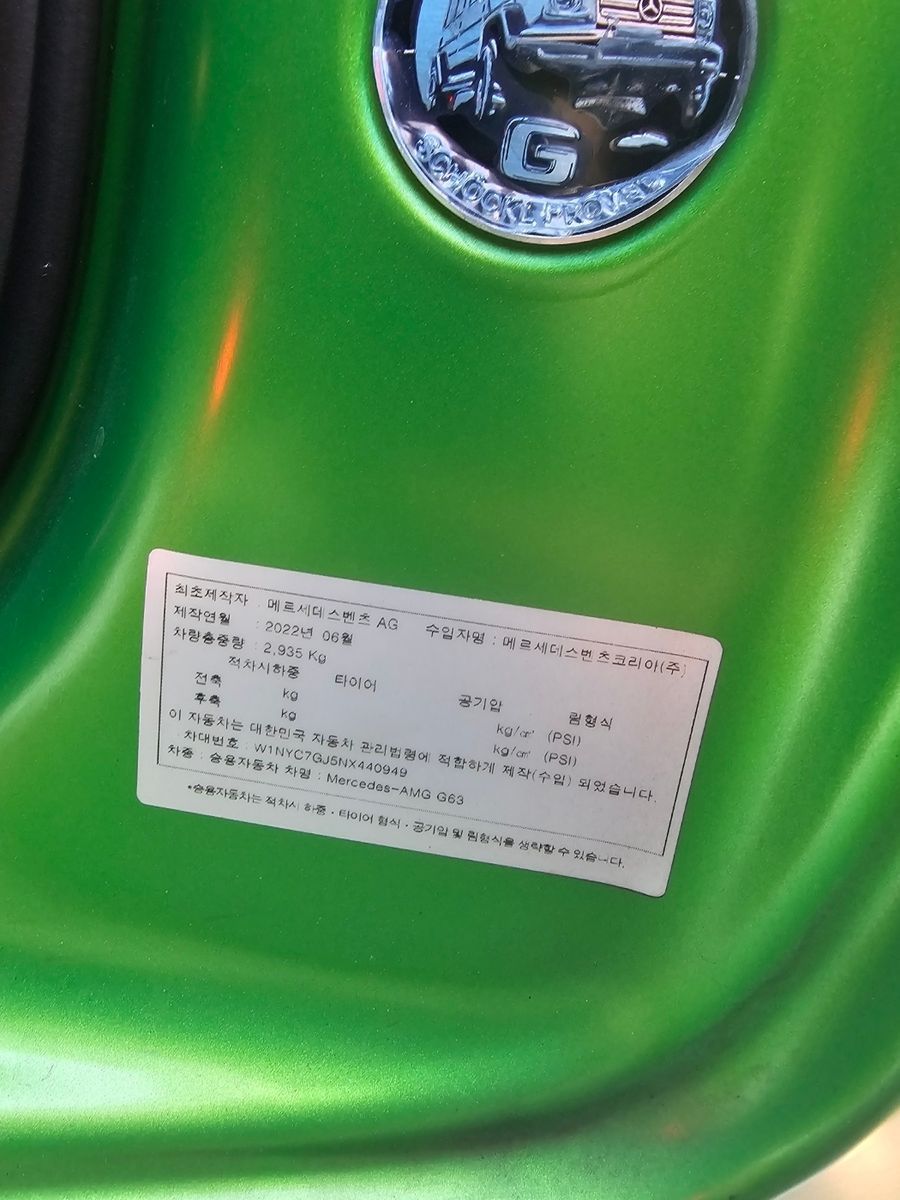 G
SCHÖCKL PROVED
최초제작자 : 메르세데스벤츠 AG 수입자명 : 메르세데스벤츠코리아(주)
제작연월 : 2022년 06월
차량총중량 : 2,935 Kg
적차시하중 타이어 공기압 림형식
전축 kg kg/㎠ (PSI)
후축 kg kg/㎠ (PSI)
이 자동차는 대한민국 자동차 관리법령에 적합하게 제작(수입) 되었습니다.
차대번호 : W1NYC7GJ5NX440949
차종 : 승용자동차 차명 : Mercedes-AMG G63
*승용자동차는 적차시 하중·타이어 형식·공기압 및 림형식을 생략할 수 있습니다.